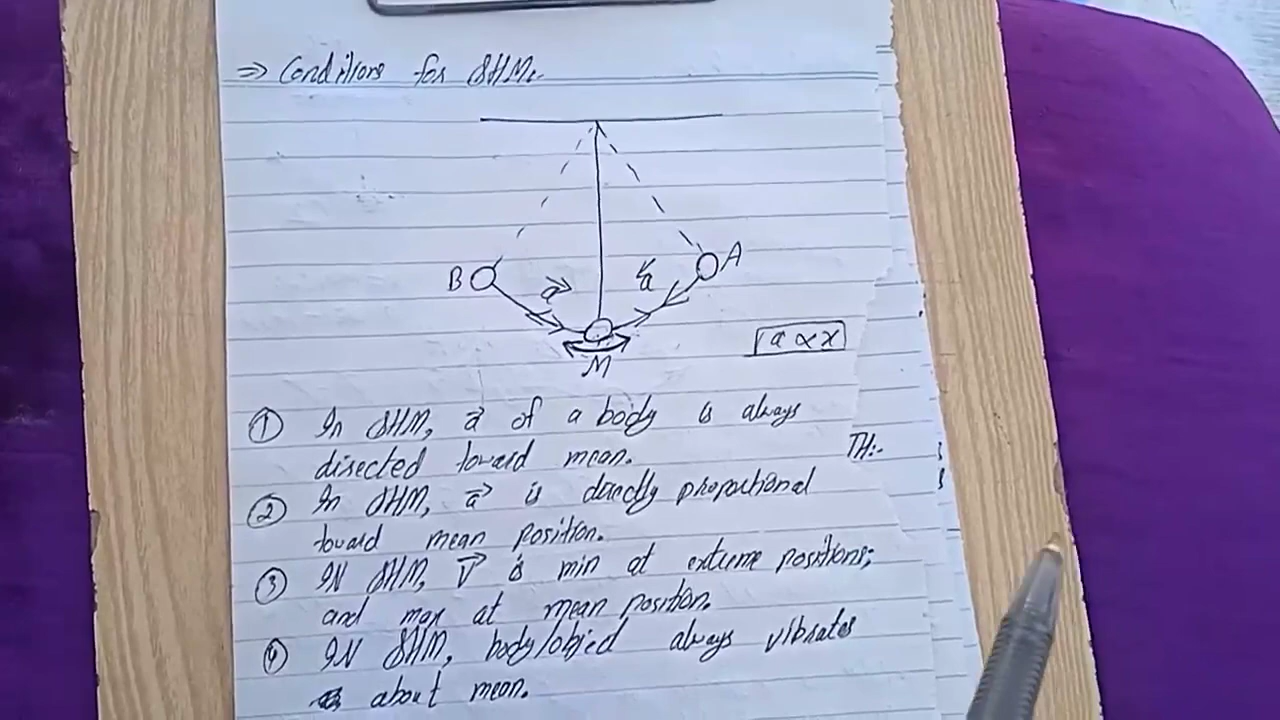 ⇒ Conditions for SHM:-
B
a⃗
a⃗
A
M
a ∝ x
① In SHM, a⃗ of a body is always
directed toward mean.
TH:-
② In SHM, a⃗ is directly propotional
toward mean position.
③ IN SHM, V⃗ is min at extreme positions;
and max at mean position.
④ IN SHM, body/object always vibrates
about mean.